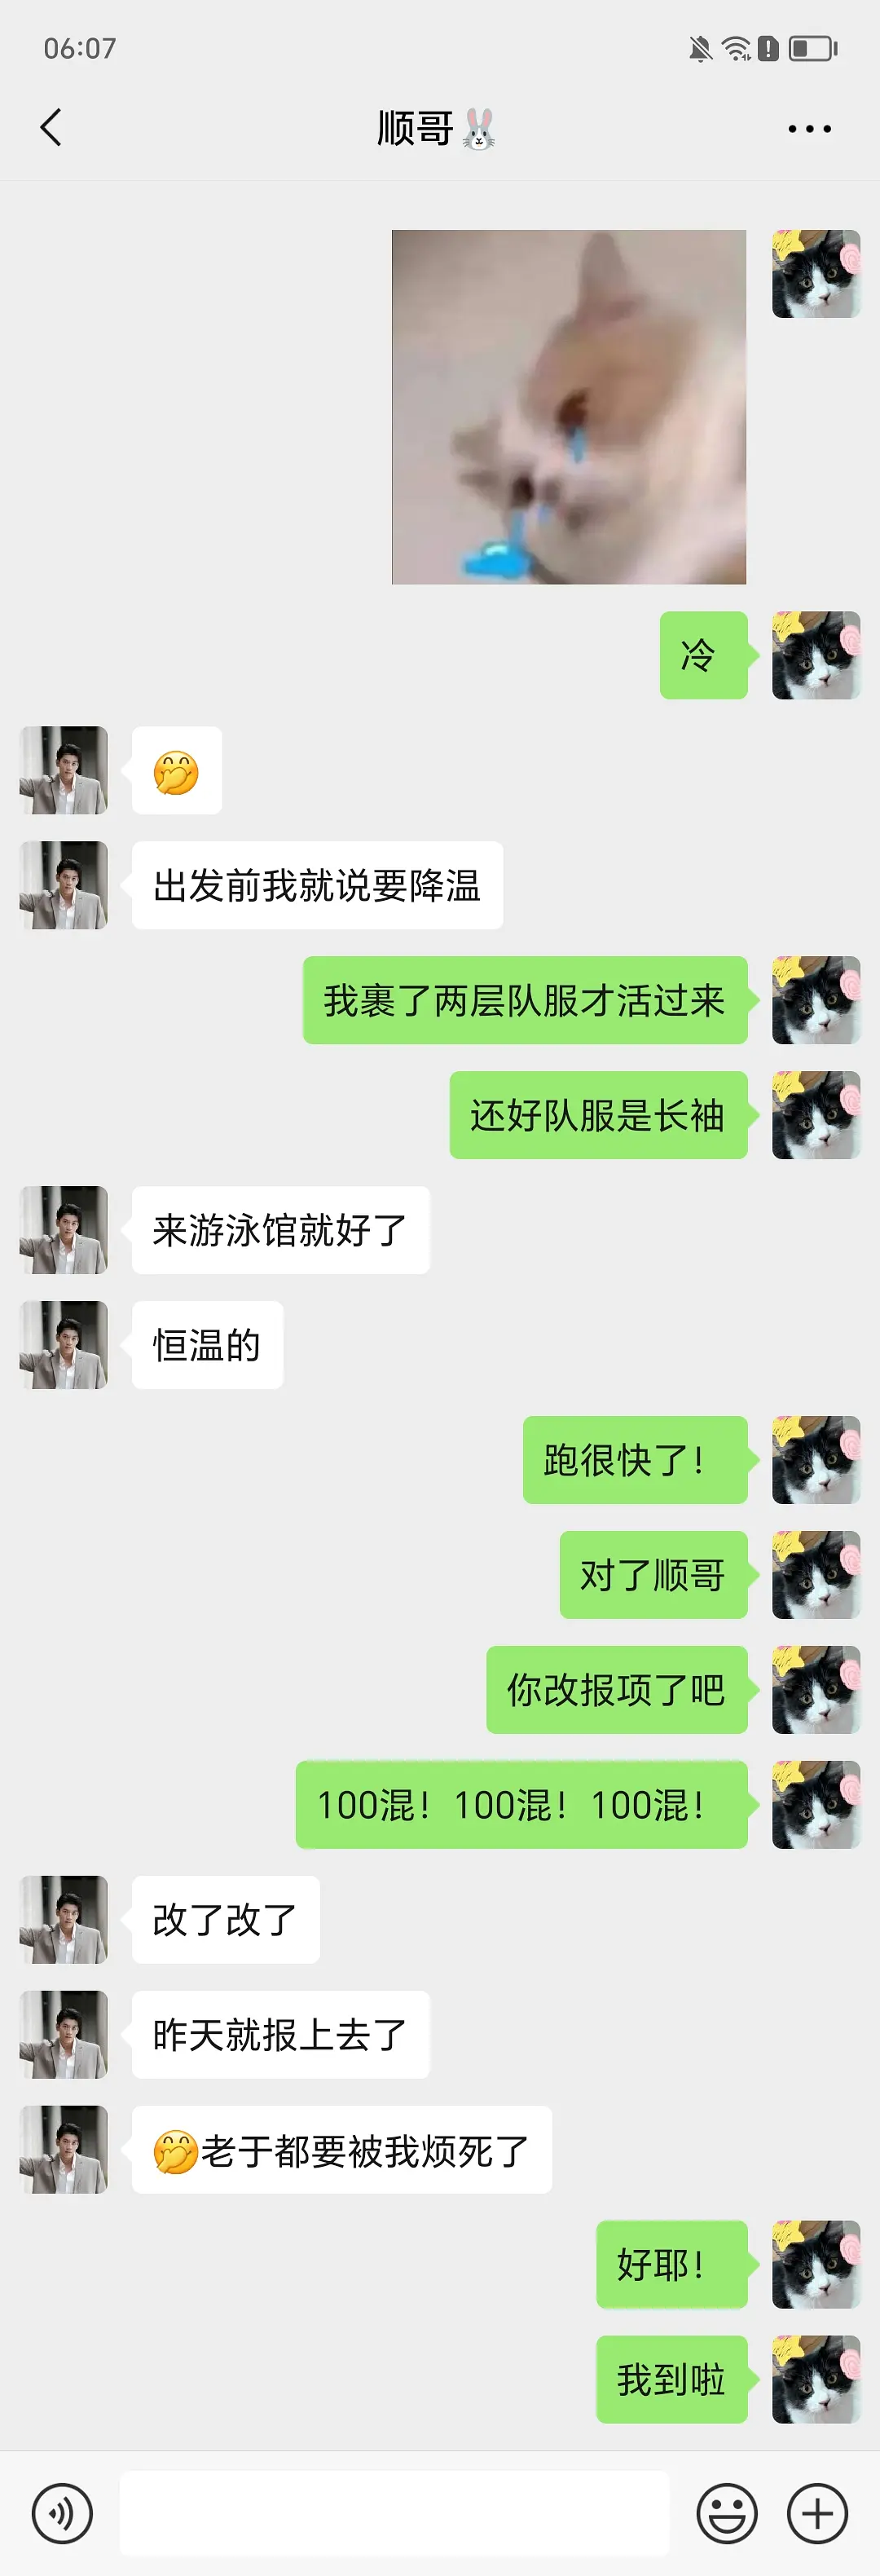 06:07
顺哥🐰
冷
🤭
出发前我就说要降温
我裹了两层队服才活过来
还好队服是长袖
来游泳馆就好了
恒温的
跑很快了!
对了顺哥
你改报项了吧
100混！100混！100混！
改了改了
昨天就报上去了
🤭老于都要被我烦死了
好耶!
我到啦